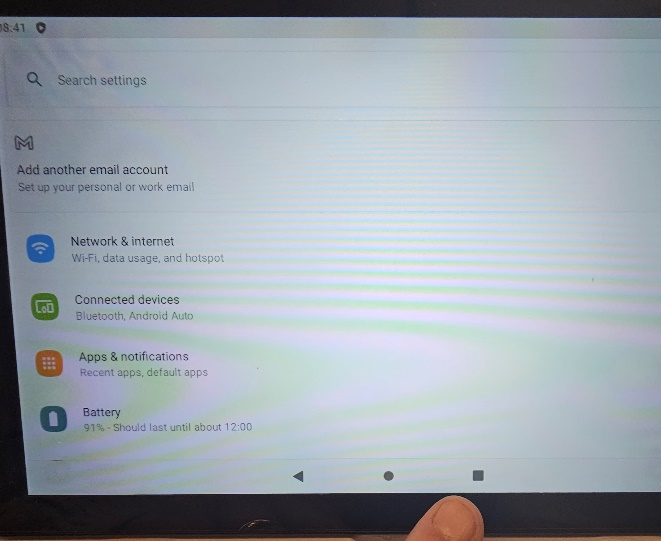 08:41
Search settings
Add another email account
Set up your personal or work email
Network & internet
Wi-Fi, data usage, and hotspot
Connected devices
Bluetooth, Android Auto
Apps & notifications
Recent apps, default apps
Battery
91% - Should last until about 12:00